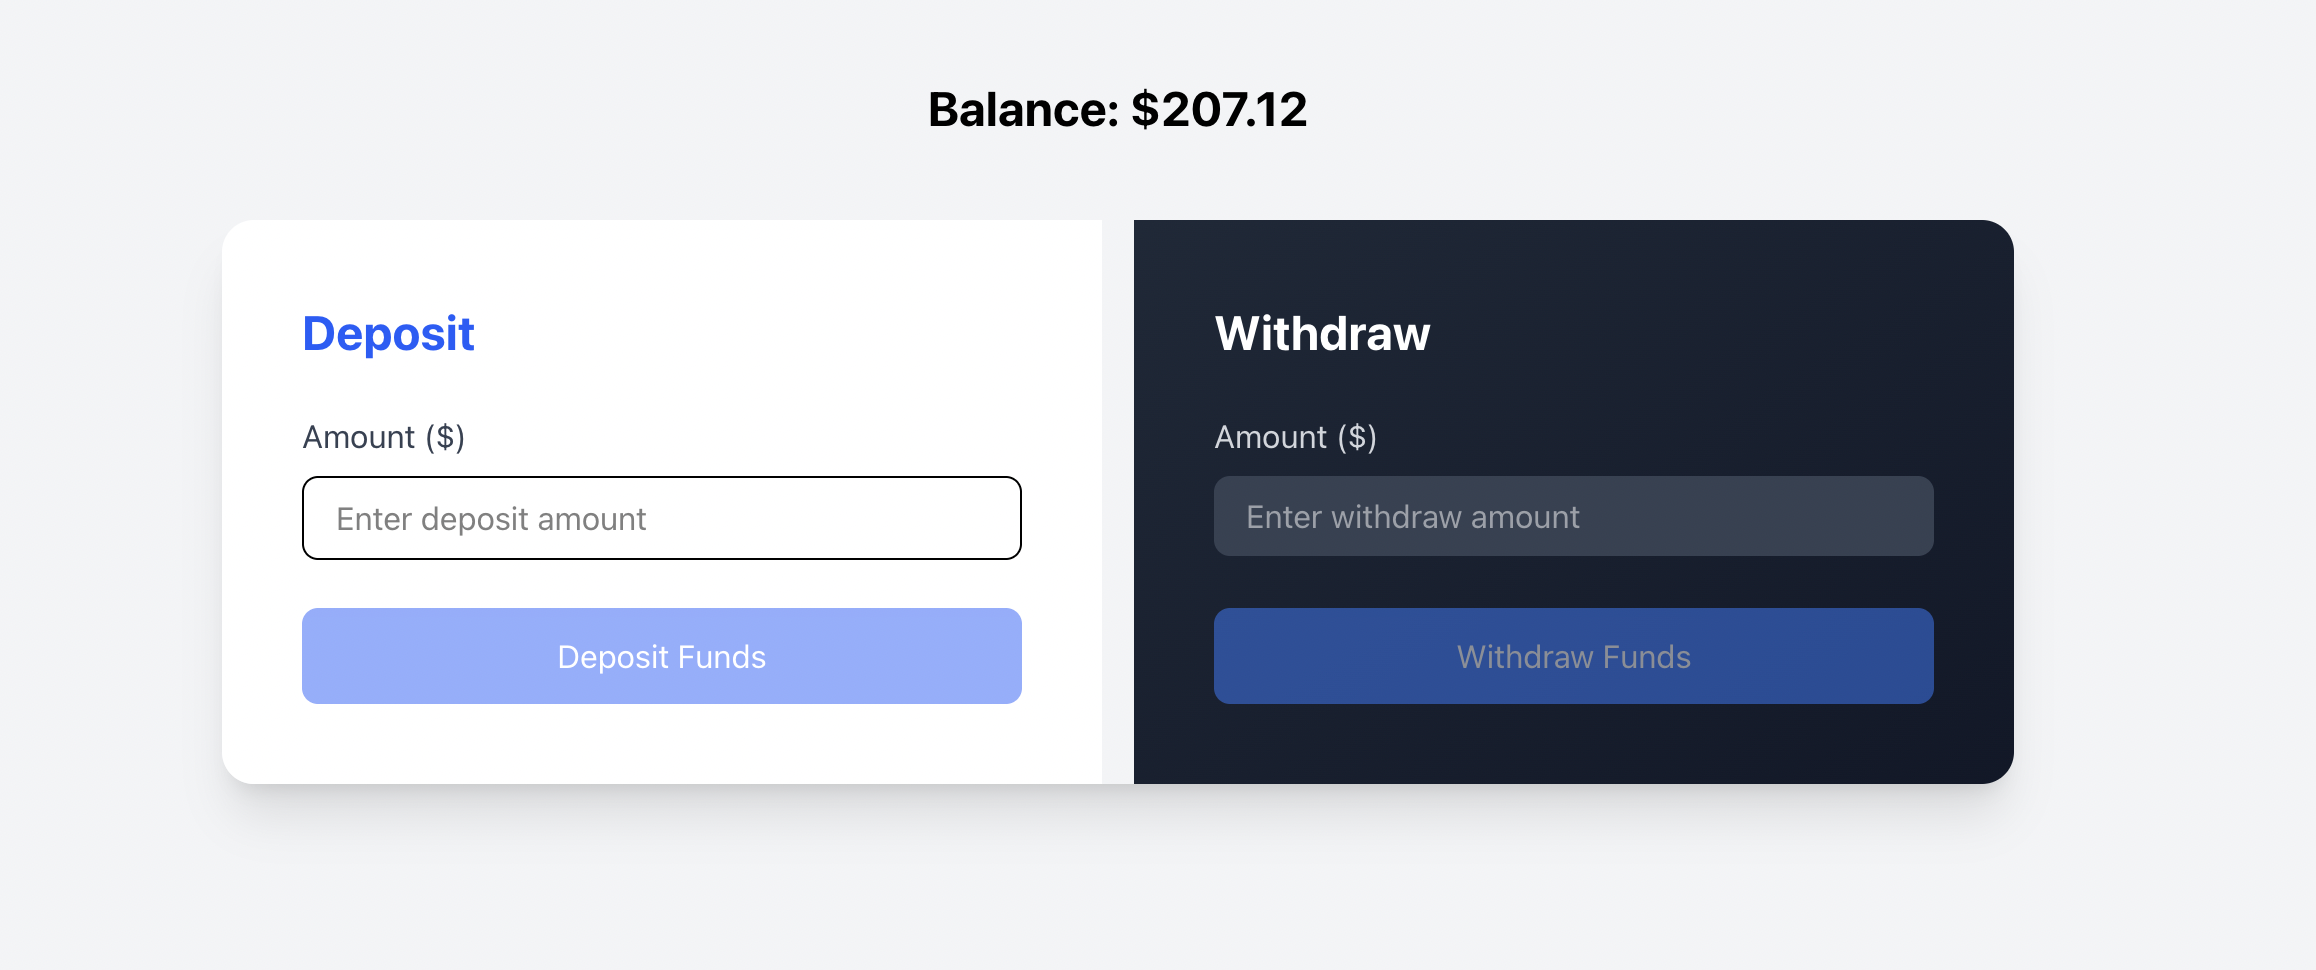 Balance: $207.12
Deposit
Amount ($)
Enter deposit amount
Deposit Funds
Withdraw
Amount ($)
Enter withdraw amount
Withdraw Funds